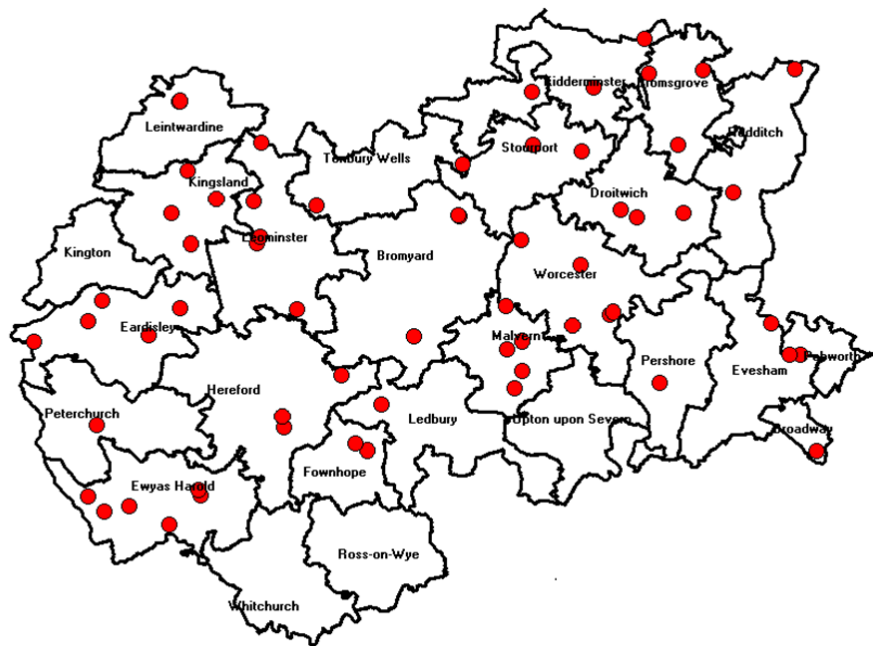 Kidderminster
Bromsgrove
Leintwardine
Redditch
Tenbury Wells
Stourport
Kingsland
Droitwich
Leominster
Kington
Bromyard
Worcester
Eardisley
Malvern
Pabworth
Pershore
Evesham
Hereford
Peterchurch
Ledbury
Upton upon Severn
Broadway
Fownhope
Ewyas Harold
Ross-on-Wye
Whitchurch